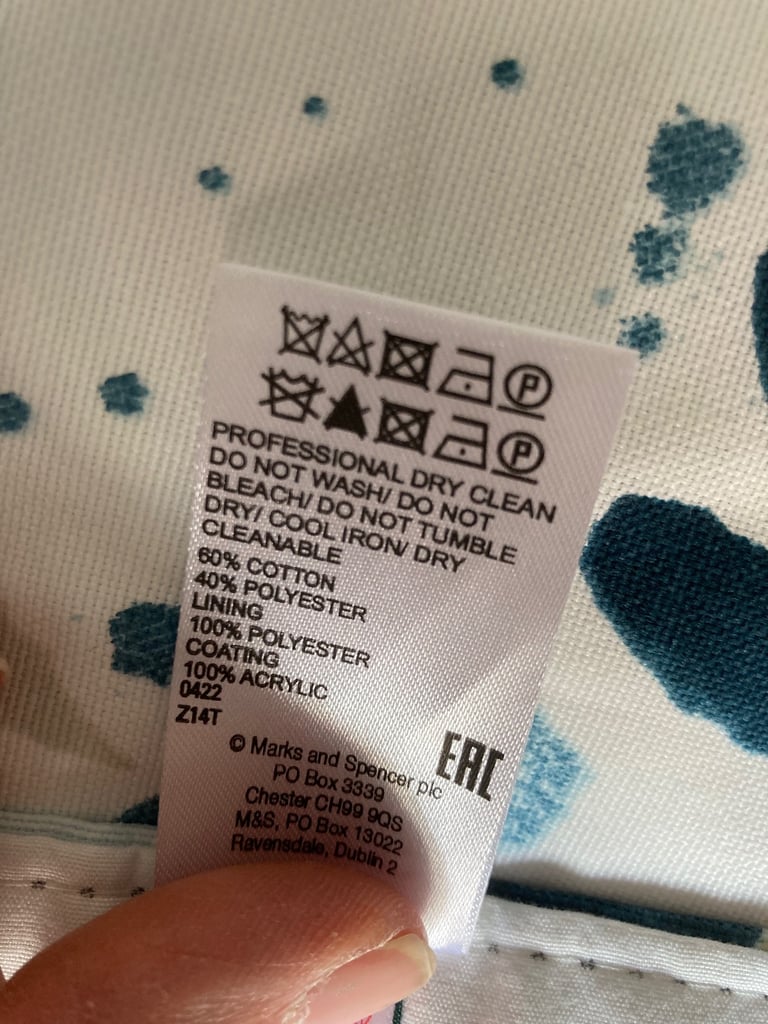 P
P
PROFESSIONAL DRY CLEAN
DO NOT WASH/ DO NOT
BLEACH/ DO NOT TUMBLE
DRY/ COOL IRON/ DRY
CLEANABLE
60% COTTON
40% POLYESTER
LINING
100% POLYESTER
COATING
100% ACRYLIC
0422
Z14T
EAC
© Marks and Spencer plc
PO Box 3339
Chester CH99 9QS
M&S, PO Box 13022
Ravensdale, Dublin 2